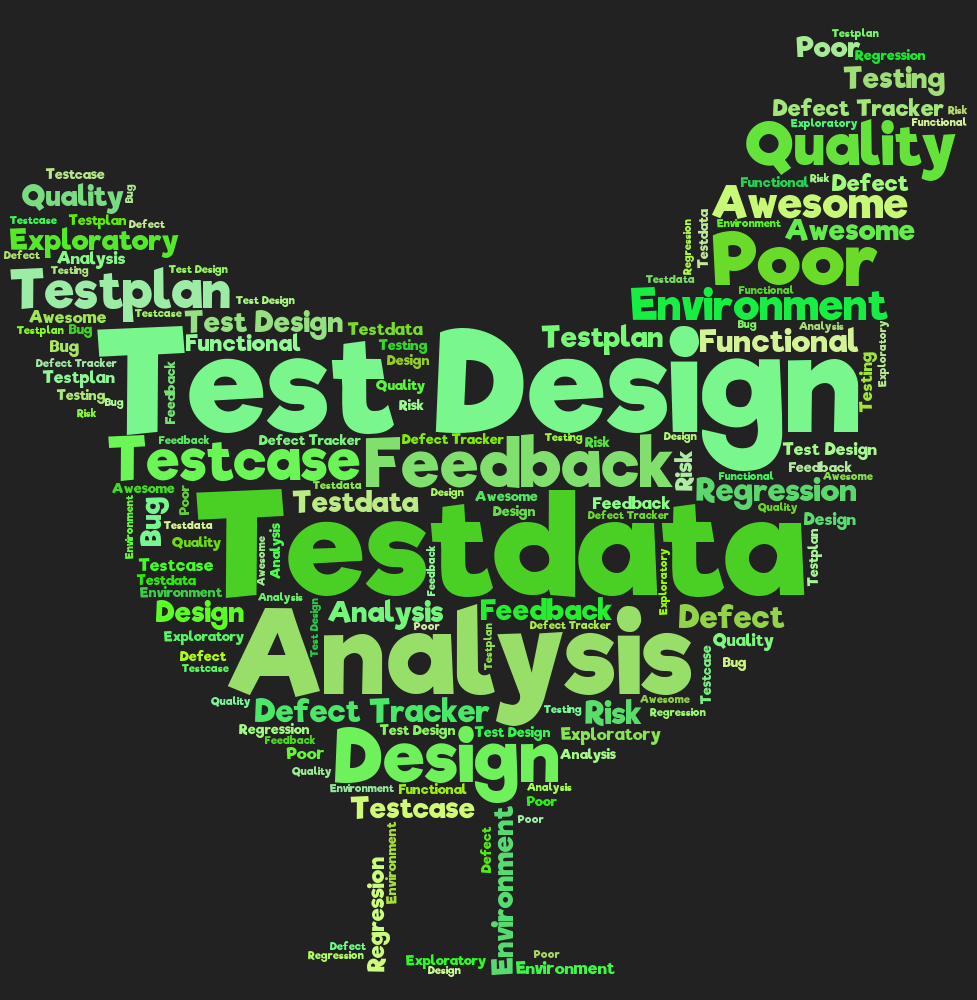 Testplan
Poor
Regression
Testing
Defect Tracker
Risk
Exploratory
Functional
Quality
Testcase
Functional
Risk
Defect
Quality
Bug
Awesome
Testcase
Testplan
Defect
Regression
Testdata
Environment
Awesome
Exploratory
Poor
Defect
Analysis
Testing
Test Design
Testdata
Testplan
Functional
Environment
Test Design
Awesome
Testcase
Test Design
Testdata
Testplan
Bug
Analysis
Exploratory
Testplan
Bug
Functional
Functional
Bug
Testing
Test Design
Design
Testing
Defect Tracker
Feedback
Testplan
Quality
Testing
Bug
Risk
Risk
Testcase
Feedback
Defect Tracker
Defect Tracker
Testing
Risk
Design
Feedback
Test Design
Risk
Feedback
Functional
Awesome
Testdata
Regression
Awesome
Poor
Environment
Bug
Testdata
Design
Awesome
Feedback
Quality
Testdata
Design
Defect Tracker
Design
Testdata
Quality
Awesome
Analysis
Feedback
Exploratory
Testplan
Testcase
Testdata
Environment
Analysis
Design
Test Design
Analysis
Feedback
Defect
Exploratory
Poor
Defect Tracker
Analysis
Testplan
Quality
Defect
Testcase
Testcase
Bug
Quality
Defect Tracker
Testing
Risk
Awesome
Regression
Regression
Test Design
Test Design
Exploratory
Feedback
Poor
Design
Analysis
Quality
Environment
Functional
Analysis
Testcase
Poor
Poor
Environment
Defect
Regression
Environment
Defect
Regression
Exploratory
Poor
Design
Environment